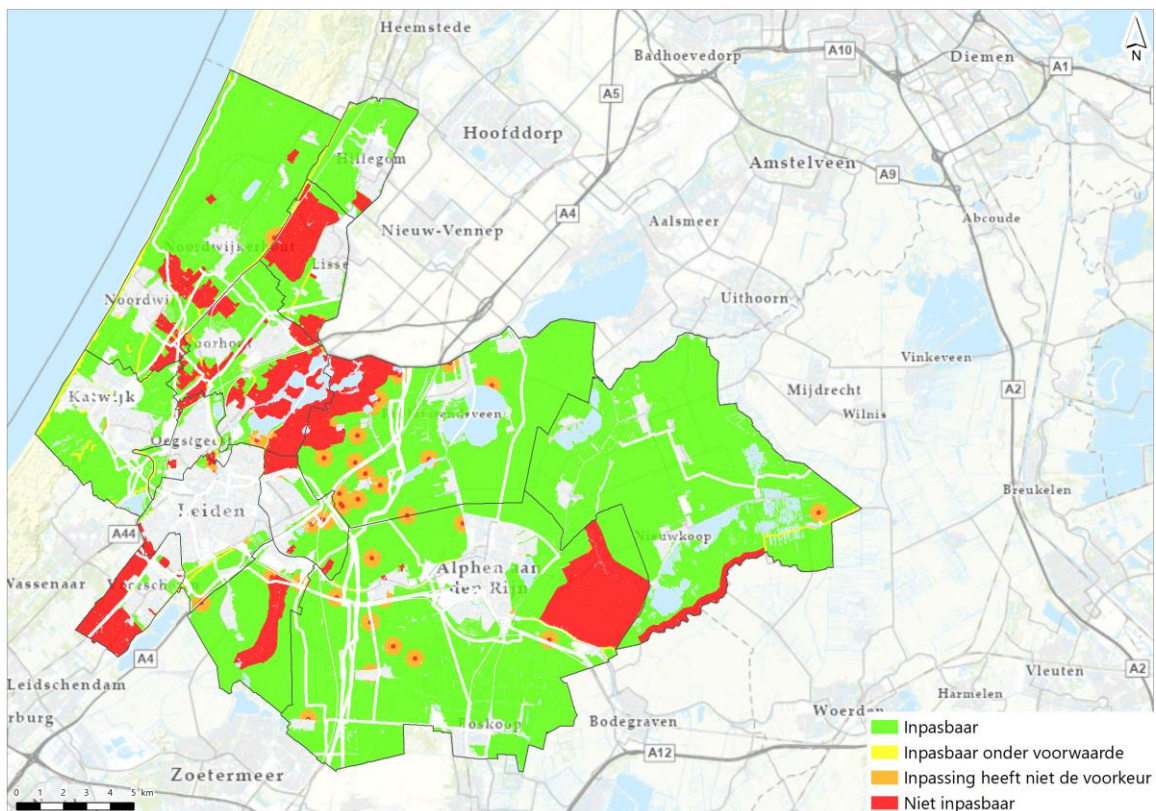 Heemstede
Badhoevedorp
A10
Diemen
A1
N
A5
Hoofddorp
Hillegom
Amstelveen
A9
A4
Aalsmeer
Abcoude
Nieuw-Vennep
Noordwijkerhout
Lisse
Uithoorn
Noordwij
Voorhout
Vinkeveen
A2
Mijdrecht
Katwijk
Wilnis
Oegstgeest
Breukelen
Leiden
A44
Nieuwkoop
Alphen aan
den Rijn
Wassenaar
Voorschoten
A4
Vleuten
A2
Leidschendam
Harmelen
rburg
Boskoop
Bodegraven
Woerden
A12
Zoetermeer
0 1 2 3 4 5 km
Inpasbaar
Inpasbaar onder voorwaarde
Inpassing heeft niet de voorkeur
Niet inpasbaar